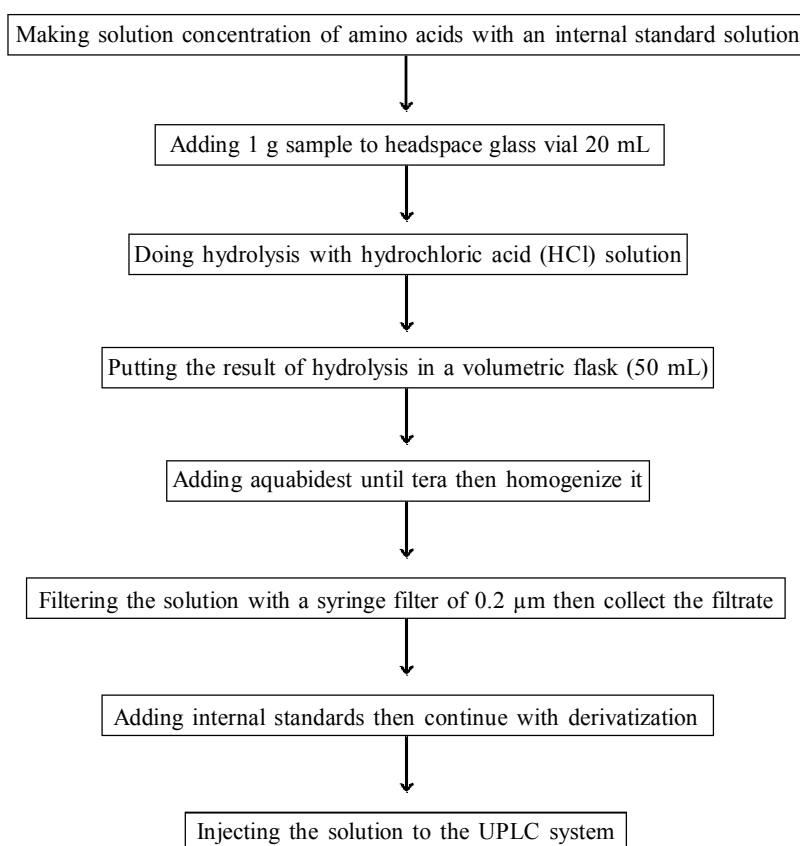 Making solution concentration of amino acids with an internal standard solution
Adding 1 g sample to headspace glass vial 20 mL
Doing hydrolysis with hydrochloric acid (HCl) solution
Putting the result of hydrolysis in a volumetric flask (50 mL)
Adding aquabidest until tera then homogenize it
Filtering the solution with a syringe filter of 0.2 µm then collect the filtrate
Adding internal standards then continue with derivatization
Injecting the solution to the UPLC system